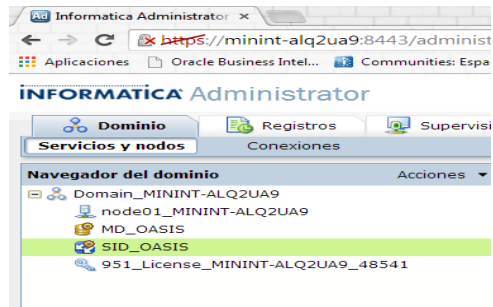 Informatica Administrator ×
https://minint-alq2ua9:8443/administ
Aplicaciones Oracle Business Intel... Communities: Espa
INFORMATICA Administrator
Dominio Registros Supervisi
Servicios y nodos Conexiones
Navegador del dominio Acciones
Domain_MININT-ALQ2UA9
node01_MININT-ALQ2UA9
MD_OASIS
SID_OASIS
951_License_MININT-ALQ2UA9_48541